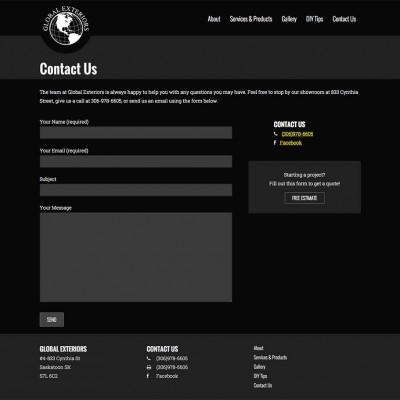 GLOBAL EXTERIORS
About Services & Products Gallery DIY Tips Contact Us
Contact Us
The team at Global Exteriors is always happy to help you with any questions you may have. Feel free to stop by our showroom at 833 Cynthia
Street, give us a call at 306-978-6605, or send us an email using the form below.
Your Name (required)
CONTACT US
(306)978-6605
Facebook
Your Email (required)
Starting a project?
Fill out this form to get a quote!
FREE ESTIMATE
Subject
Your Message
SEND
GLOBAL EXTERIORS
#4-833 Cynthia St
Saskatoon SK
S7L 6C2
CONTACT US
(306)978-6605
(306)978-6606
Facebook
About
Services & Products
Gallery
DIY Tips
Contact Us